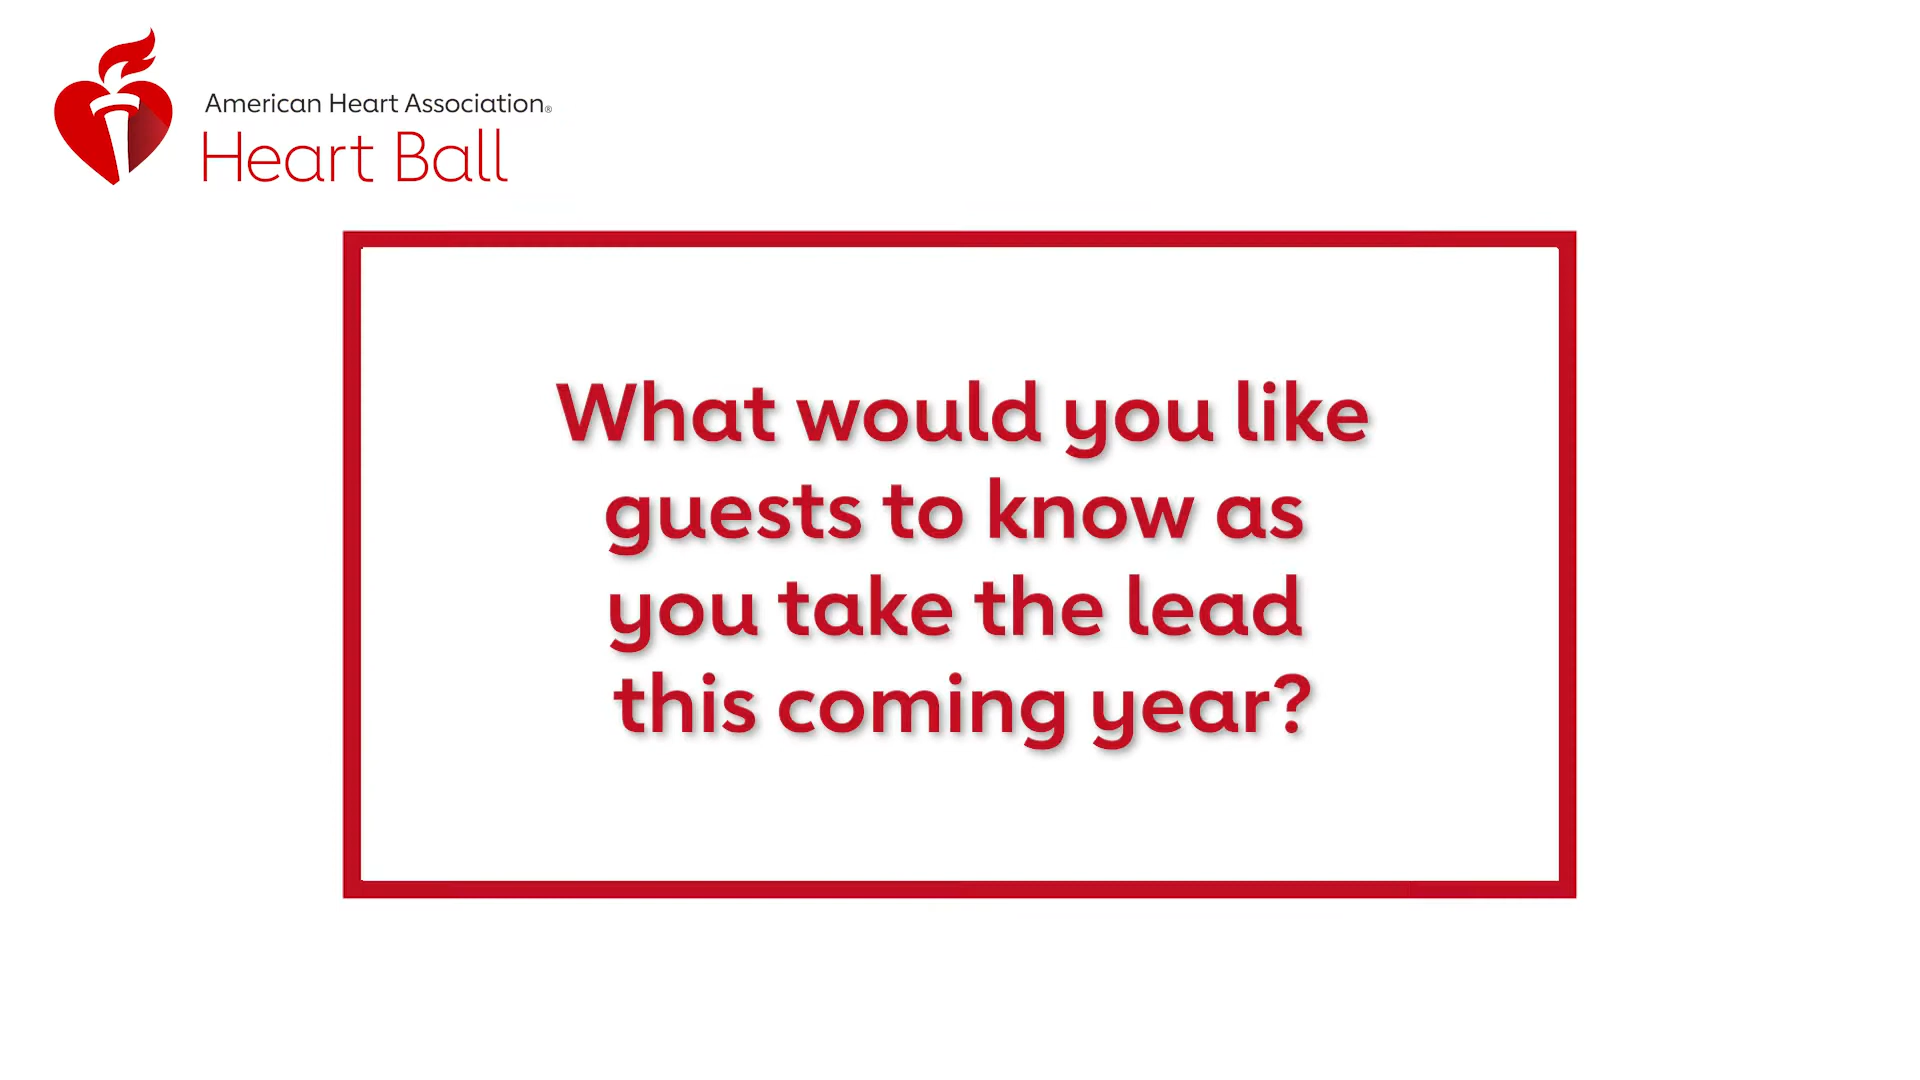 American Heart Association®
Heart Ball
What would you like
guests to know as
you take the lead
this coming year?